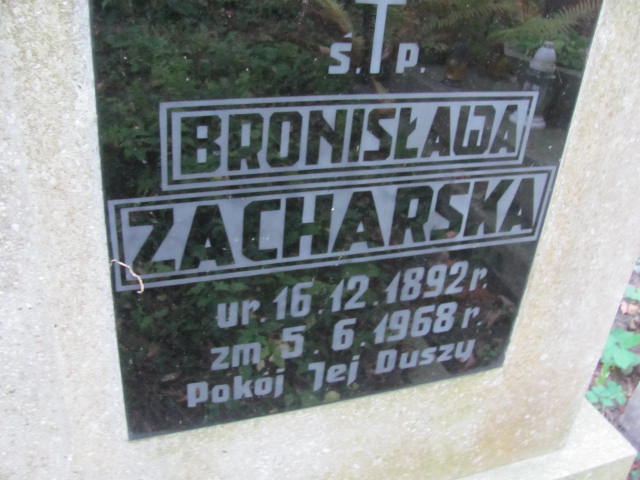 Ś.P.
BRONISŁAWA
ZACHARSKA
ur. 16.12.1892 r.
zm 5.6.1968 r.
Pokój Jej Duszy